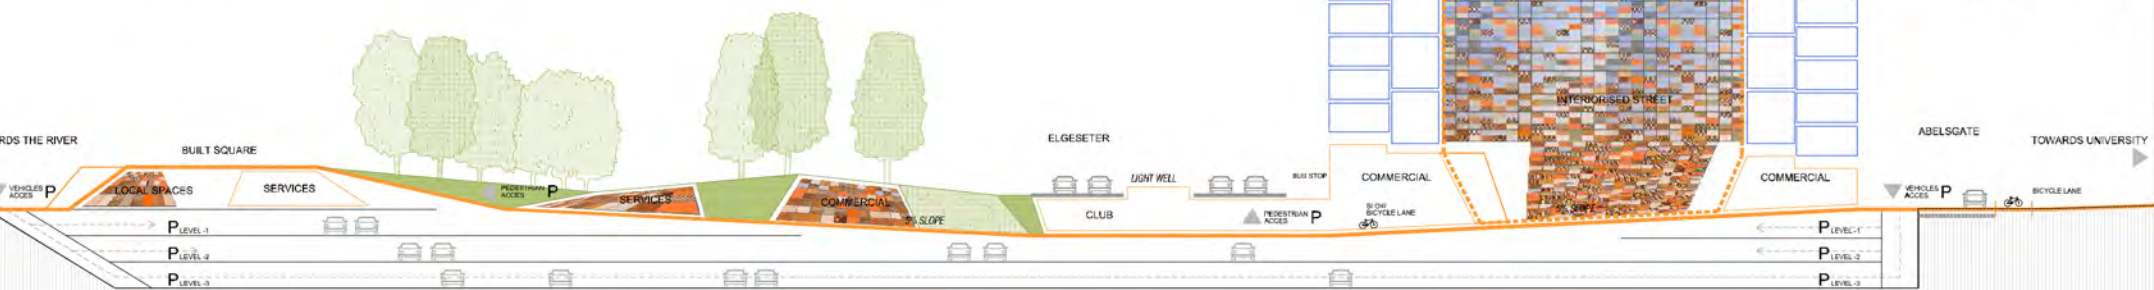 RDS THE RIVER
BUILT SQUARE
VEHICLES
ACCES P
LOCAL SPACES
SERVICES
PEDESTRIAN
ACCES P
SERVICES
COMMERCIAL
5% SLOPE
ELGESETER
LIGHT WELL
CLUB
PEDESTRIAN
ACCES P
BUS STOP
COMMERCIAL
SLOW
BICYCLE LANE
INTERIORISED STREET
5% SLOPE
COMMERCIAL
ABELSGATE
TOWARDS UNIVERSITY
VEHICLES
ACCES P
BICYCLE LANE
P LEVEL -1
P LEVEL -2
P LEVEL -3
P LEVEL -1
P LEVEL -2
P LEVEL -3